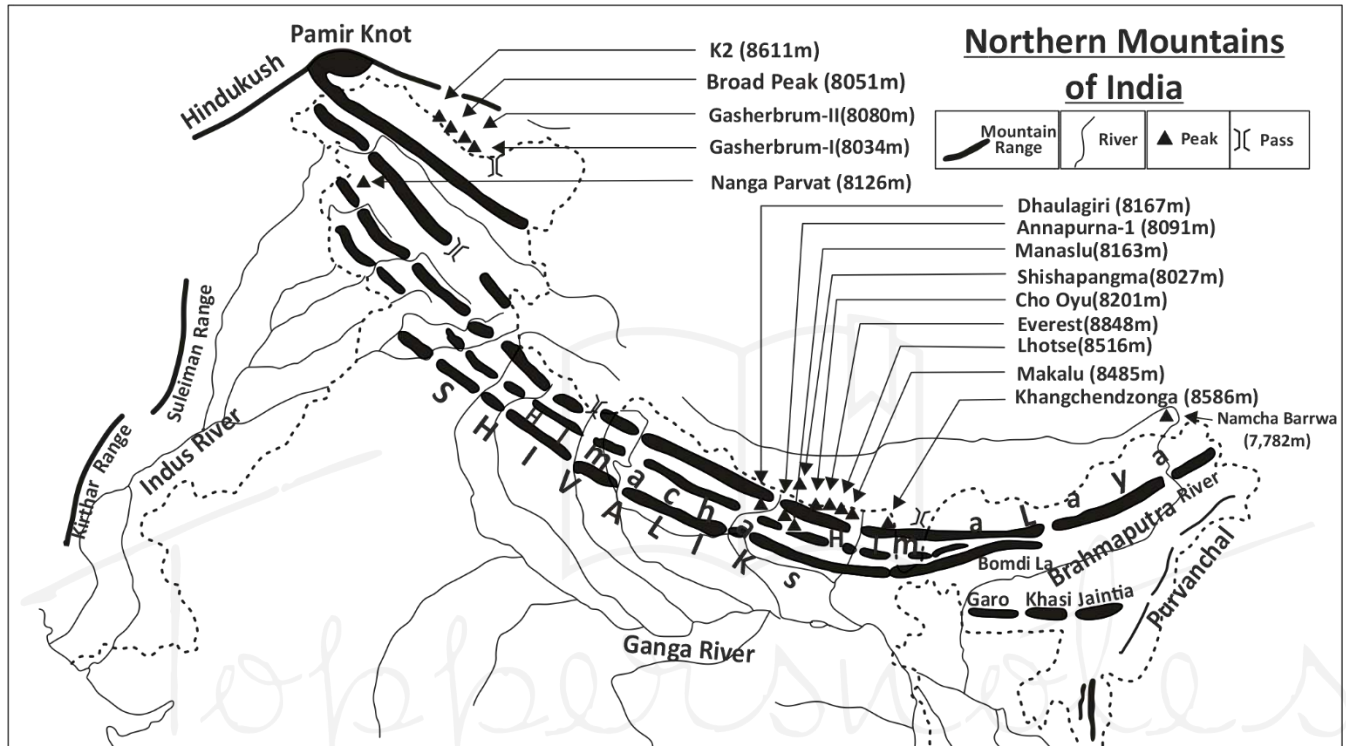 Northern Mountains
of India
Mountain
Range
River
Peak
Pass
Pamir Knot
Hindukush
K2 (8611m)
Broad Peak (8051m)
Gasherbrum-II(8080m)
Gasherbrum-I(8034m)
Nanga Parvat (8126m)
Dhaulagiri (8167m)
Annapurna-1 (8091m)
Manaslu(8163m)
Shishapangma(8027m)
Cho Oyu(8201m)
Everest(8848m)
Lhotse(8516m)
Makalu (8485m)
Khangchendzonga (8586m)
Namcha Barrwa
(7,782m)
Suleiman Range
Kirthar Range
Indus River
SHIVALIKs
HImacha
HImaLaya
Bomdi La
Brahmaputra River
Garo Khasi Jaintia
Purvanchal
Ganga River
Toppersnotes